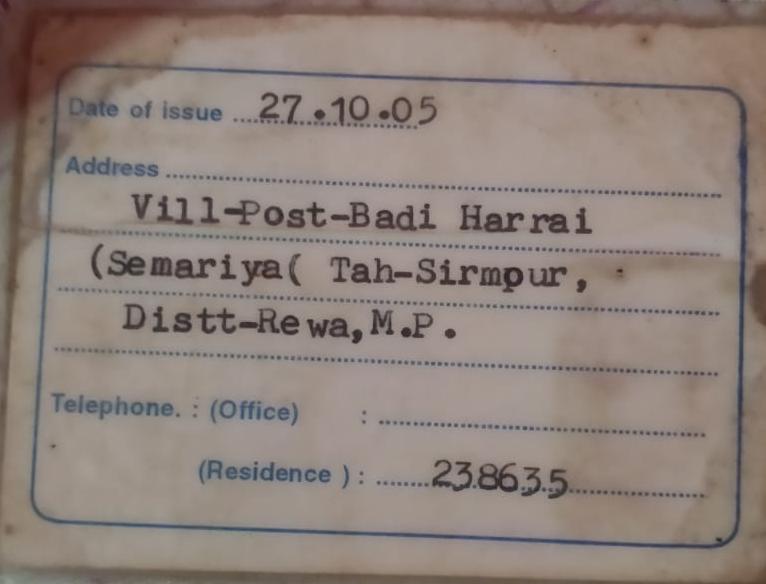 Date of issue 27.10.05
Address
Vill-Post-Badi Harrai
(Semariya( Tah-Sirmpur,
Distt-Rewa,M.P.
Telephone. : (Office) :
(Residence ) : 238635